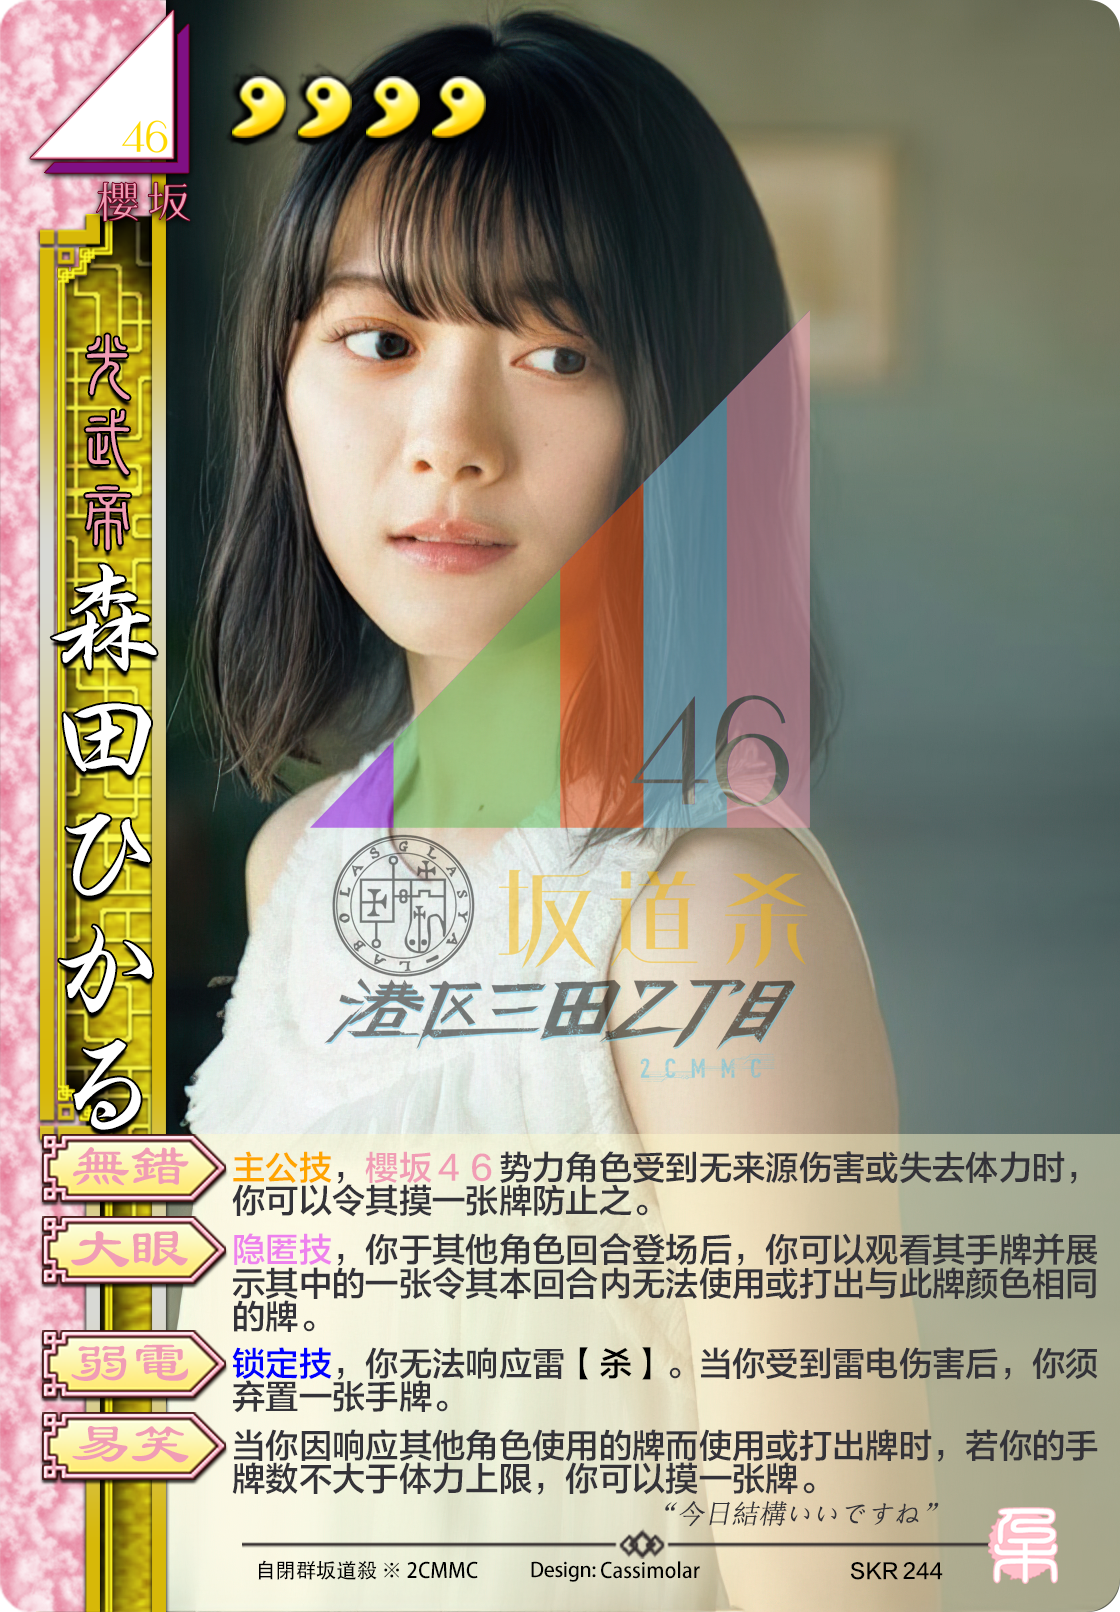 46
櫻坂
光武帝
森田ひかる
46
GLASYA-LABOLAS
坂道杀
港区三田2丁目
2CMMC
無錯
主公技，櫻坂46势力角色受到无来源伤害或失去体力时，
你可以令其摸一张牌防止之。
大眼
隐匿技，你于其他角色回合登场后，你可以观看其手牌并展
示其中的一张令其本回合内无法使用或打出与此牌颜色相同
的牌。
弱電
锁定技，你无法响应雷【杀】。当你受到雷电伤害后，你须
弃置一张手牌。
易笑
当你因响应其他角色使用的牌而使用或打出牌时，若你的手
牌数不大于体力上限，你可以摸一张牌。
“今日結構いいですね”
自閉群坂道殺 ※ 2CMMC Design: Cassimolar SKR 244